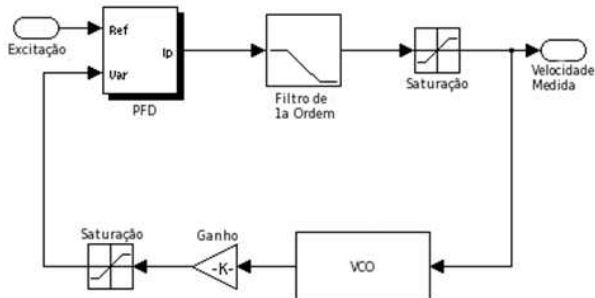 Excitação
Ref
Ip
Var
PFD
Filtro de
1a Ordem
Saturação
Velocidade
Medida
Saturação
Ganho
-K-
VCO